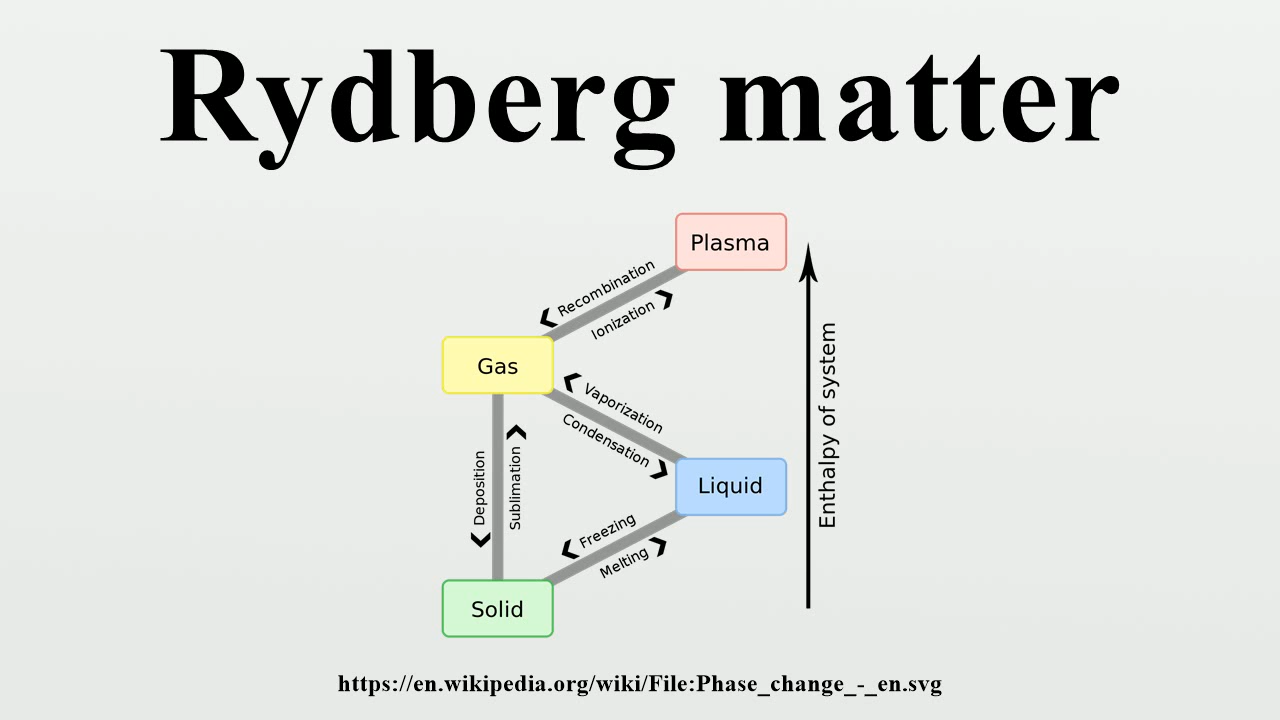 Rydberg matter
Plasma
Recombination
Ionization
Gas
Vaporization
Condensation
Enthalpy of system
Deposition
Sublimation
Liquid
Freezing
Melting
Solid
https://en.wikipedia.org/wiki/File:Phase_change_-_en.svg